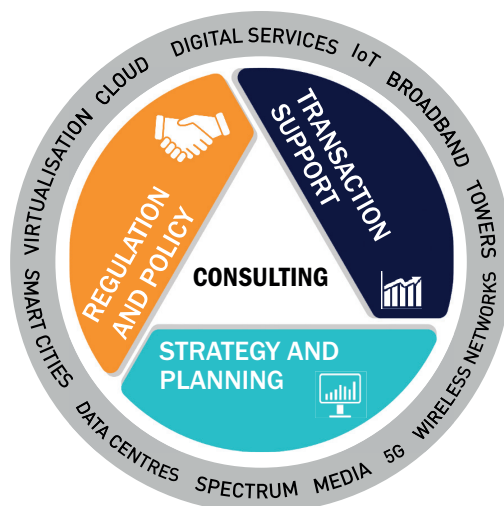 DIGITAL SERVICES
IoT
BROADBAND
TOWERS
WIRELESS NETWORKS
5G
MEDIA
SPECTRUM
DATA CENTRES
SMART CITIES
VIRTUALISATION
CLOUD
TRANSACTION
SUPPORT
REGULATION
AND POLICY
CONSULTING
STRATEGY AND
PLANNING